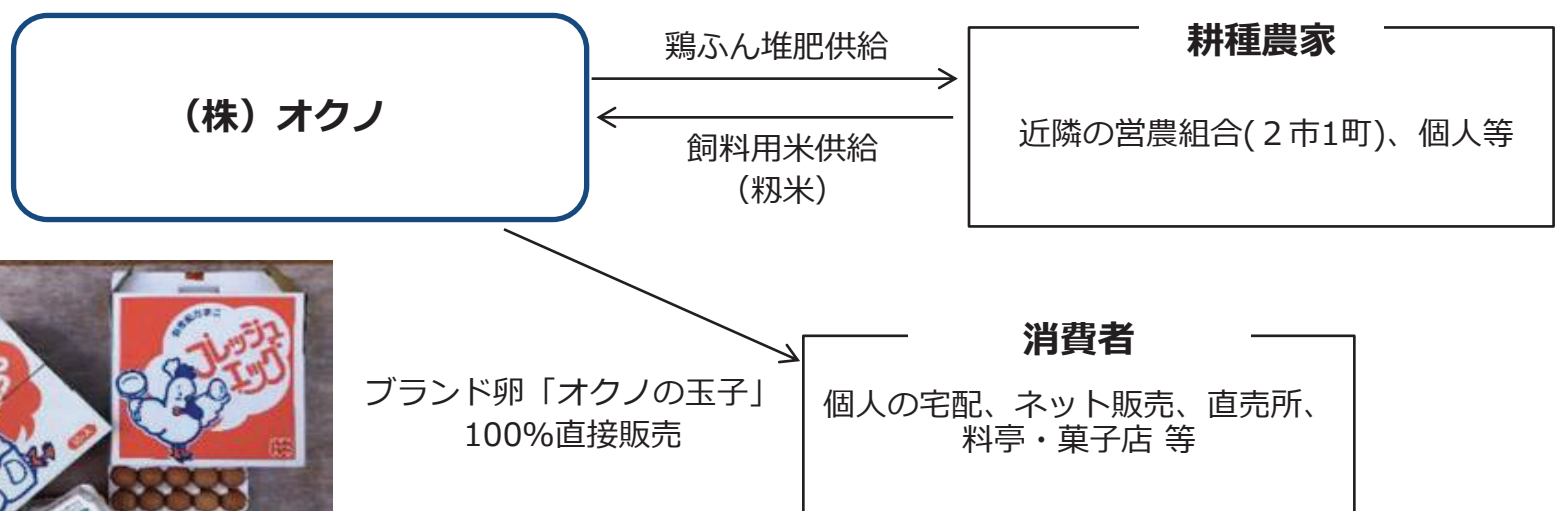 （株）オクノ
鶏ふん堆肥供給
飼料用米供給
（籾米）
耕種農家
近隣の営農組合(２市1町)、個人等
ブランド卵「オクノの玉子」
100%直接販売
消費者
個人の宅配、ネット販売、直売所、
料亭・菓子店 等
フレッシュ
エッグ